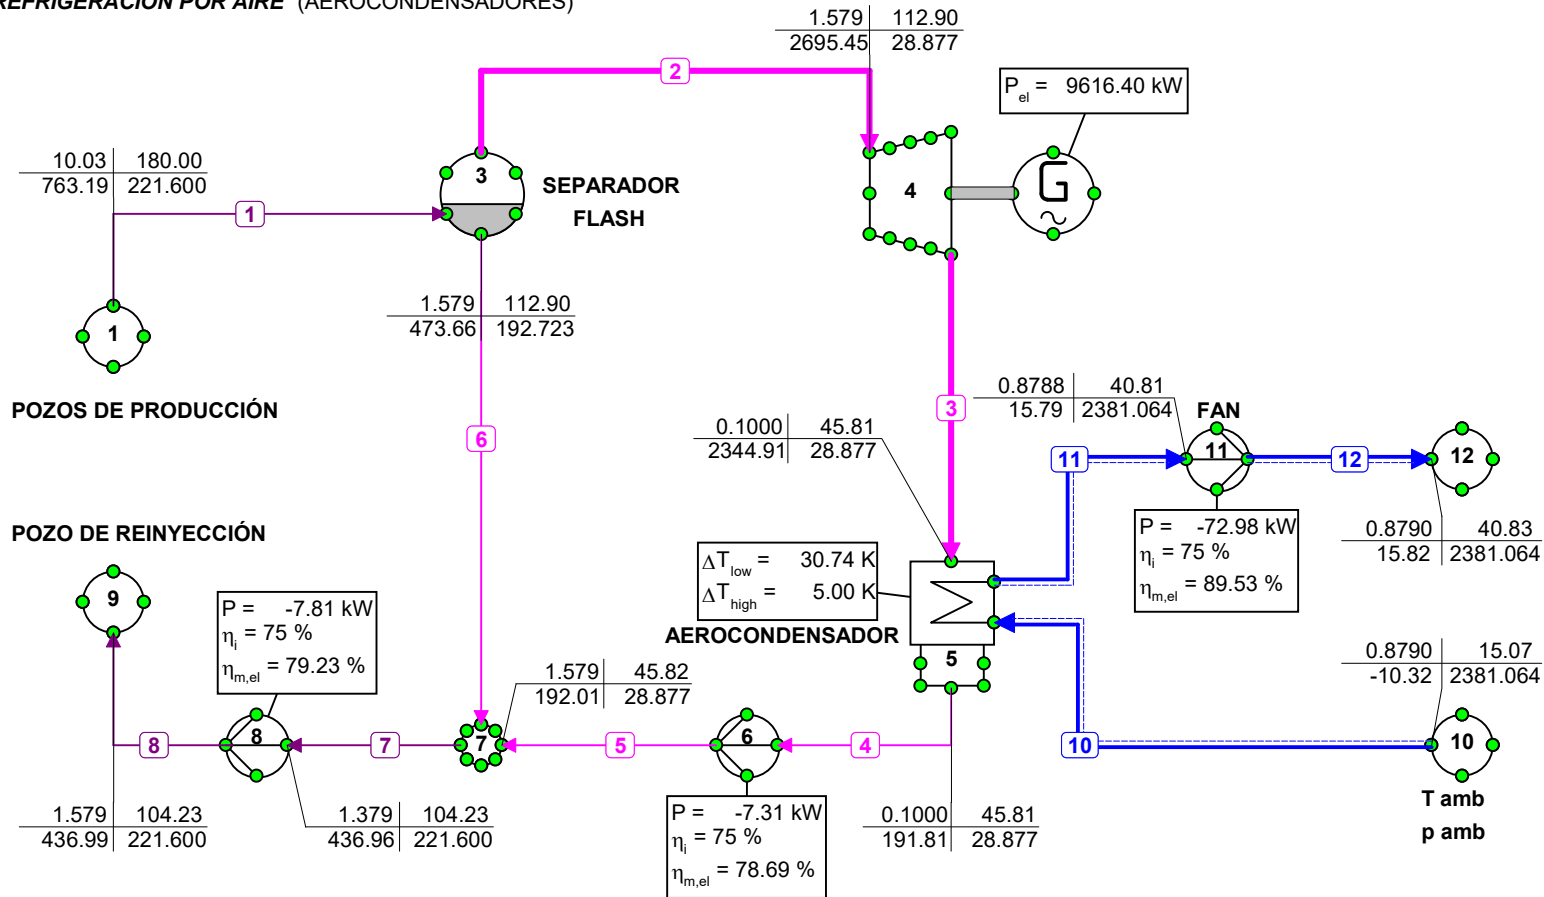 REFRIGERACIÓN POR AIRE (AEROCONDENSADORES)
1.579 112.90
2695.45 28.877
2
P el = 9616.40 kW
10.03 180.00
763.19 221.600
3
SEPARADOR
FLASH
4
G
~
1
1
1.579 112.90
473.66 192.723
POZOS DE PRODUCCIÓN
6
3
0.1000 45.81
2344.91 28.877
0.8788 40.81
15.79 2381.064
FAN
11
11
12
12
POZO DE REINYECCIÓN
P = -72.98 kW
ηi = 75 %
ηm,el = 89.53 %
0.8790 40.83
15.82 2381.064
ΔTlow = 30.74 K
ΔThigh = 5.00 K
9
P = -7.81 kW
ηi = 75 %
ηm,el = 79.23 %
AEROCONDENSADOR
5
1.579 45.82
192.01 28.877
0.8790 15.07
-10.32 2381.064
8
8
7
7
5
6
4
10
10
1.579 104.23
436.99 221.600
1.379 104.23
436.96 221.600
P = -7.31 kW
ηi = 75 %
ηm,el = 78.69 %
0.1000 45.81
191.81 28.877
T amb
p amb